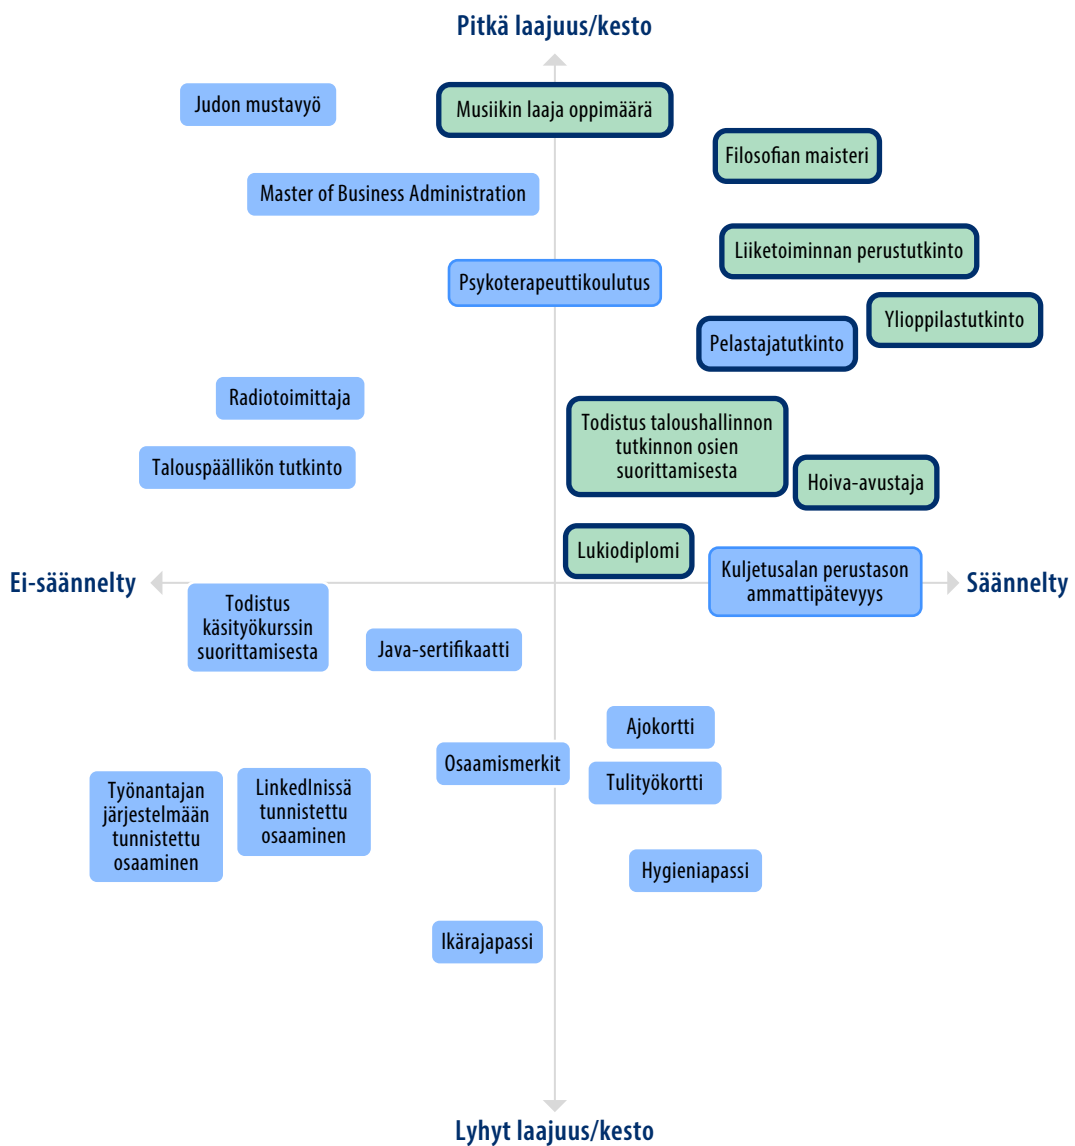 Pitkä laajuus/kesto
Judon mustavyö
Musiikin laaja oppimäärä
Filosofian maisteri
Master of Business Administration
Liiketoiminnan perustutkinto
Psykoterapeuttikoulutus
Ylioppilastutkinto
Pelastajatutkinto
Radiotoimittaja
Todistus taloushallinnon
tutkinnon osien
suorittamisesta
Talouspäällikön tutkinto
Hoiva-avustaja
Lukiodiplomi
Ei-säännelty
Kuljetusalan perustason
ammattipätevyys
Säännelty
Todistus
käsityökurssin
suorittamisesta
Java-sertifikaatti
Ajokortti
Osaamismerkit
Tulityökortti
Työnantajan
järjestelmään
tunnistettu
osaaminen
LinkedInissä
tunnistettu
osaaminen
Hygieniapassi
Ikärajapassi
Lyhyt laajuus/kesto